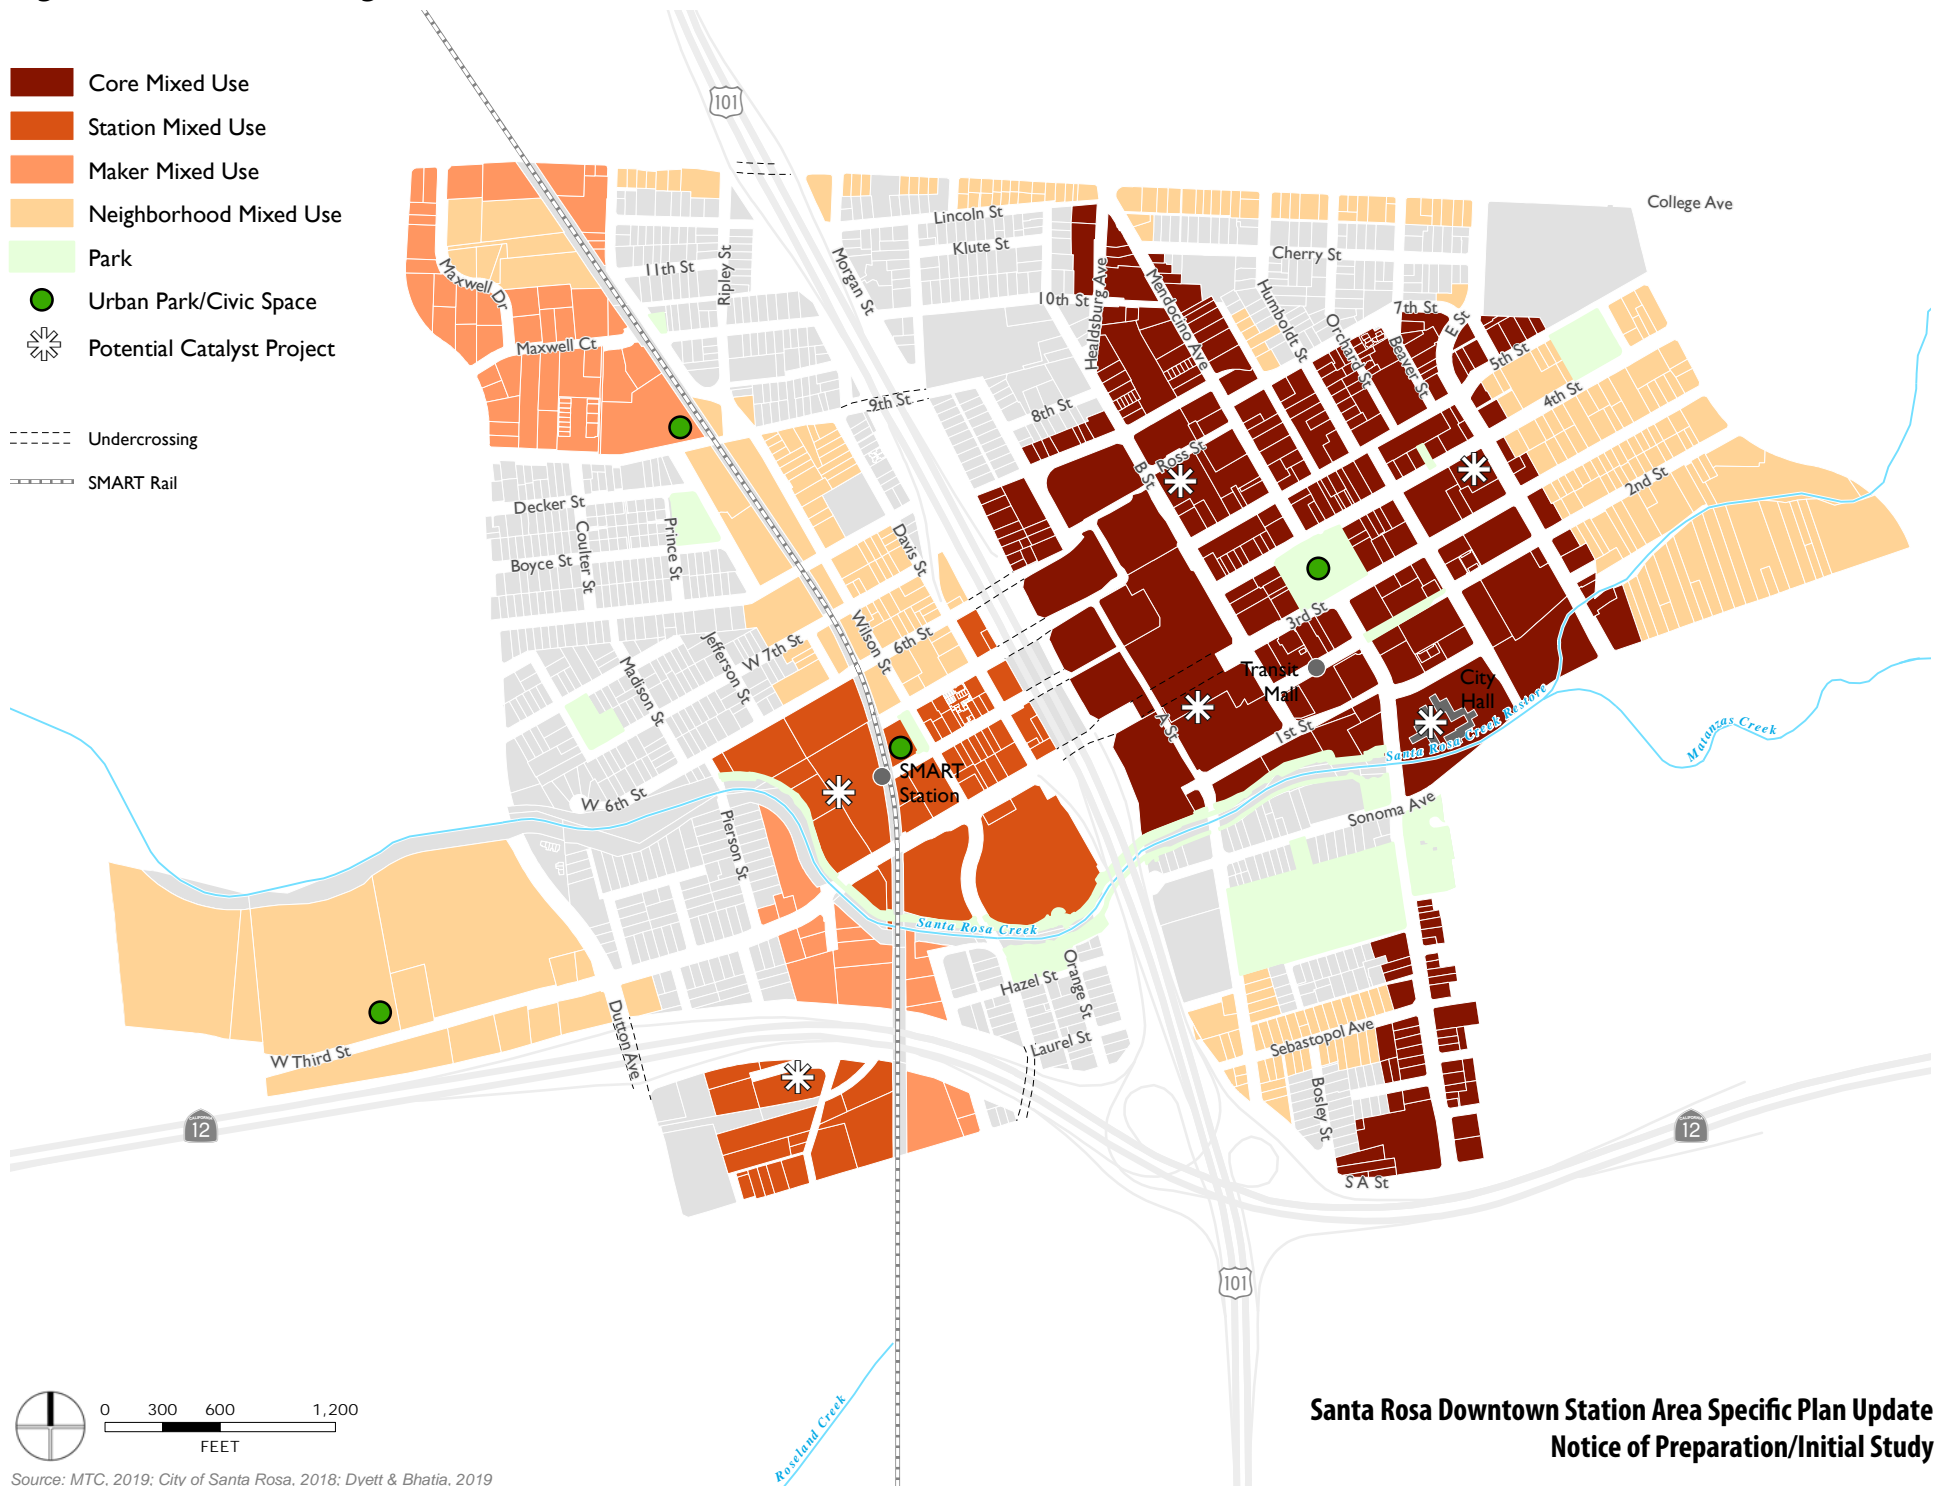 Core Mixed Use
Station Mixed Use
Maker Mixed Use
Neighborhood Mixed Use
Park
Urban Park/Civic Space
Potential Catalyst Project
Undercrossing
SMART Rail
101
College Ave
Lincoln St
Klute St
Cherry St
11th St
Ripley St
Morgan St
Maxwell Dr
10th St
Healdsburg Ave
Mendocino Ave
Humboldt St
Orchard St
7th St
Beaver St
E St
5th St
Maxwell Ct
4th St
9th St
8th St
Ross St
B St
2nd St
Decker St
Coulter St
Prince St
Boyce St
Davis St
3rd St
Wilson St
6th St
W 7th St
Jefferson St
Madison St
Transit
Mall
City
Hall
A St
1st St
Santa Rosa Creek Restore
Matanzas Creek
SMART
Station
W 6th St
Pierson St
Sonoma Ave
Santa Rosa Creek
Hazel St
Orange St
Laurel St
Dutton Ave
W Third St
Sebastopol Ave
Bosley St
S A St
CALIFORNIA
12
CALIFORNIA
12
101
Roseland Creek
0 300 600 1,200
FEET
Santa Rosa Downtown Station Area Specific Plan Update
Notice of Preparation/Initial Study
Source: MTC, 2019; City of Santa Rosa, 2018; Dyett & Bhatia, 2019